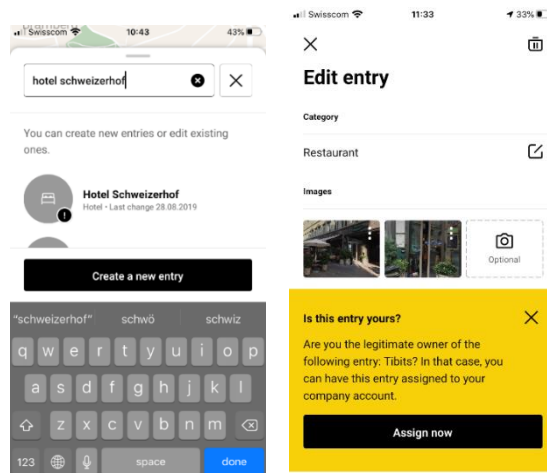 Swisscom
10:43
43%
hotel schweizerhof
You can create new entries or edit existing
ones.
Hotel Schweizerhof
Hotel • Last change 28.08.2019
!
Create a new entry
"schweizerhof"
schwö
schwiz
q w e r t y u i o p
a s d f g h j k l
z x c v b n m
123
space
done
Swisscom
11:33
33%
Edit entry
Category
Restaurant
Images
Optional
Is this entry yours?
Are you the legitimate owner of the
following entry: Tibits? In that case, you
can have this entry assigned to your
company account.
Assign now